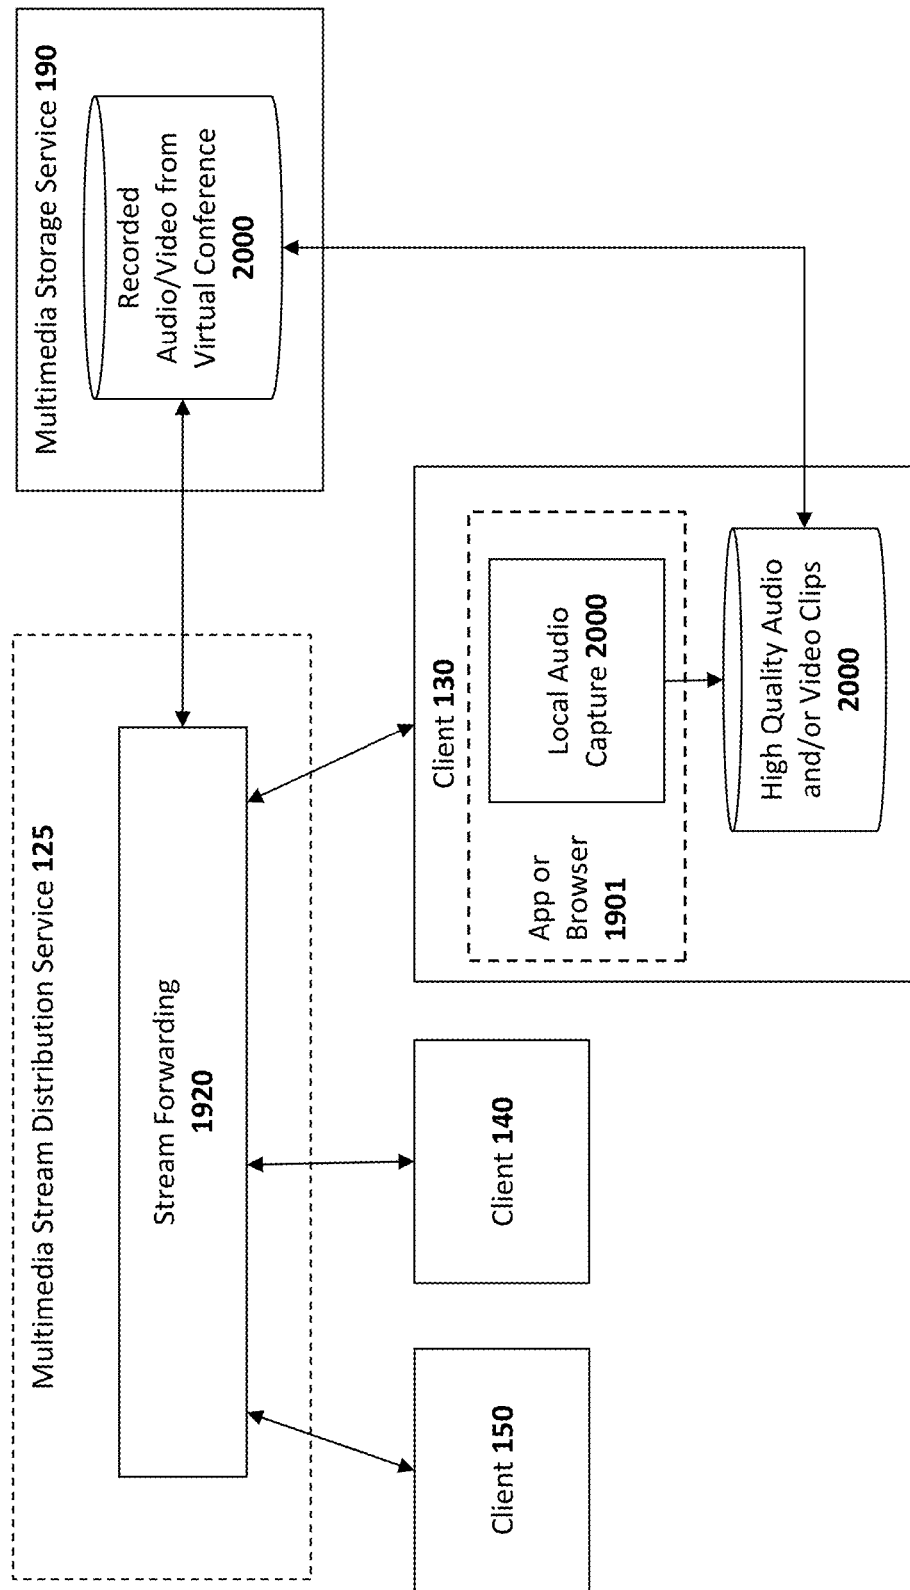 Multimedia Stream Distribution Service 125
Stream Forwarding
1920
Multimedia Storage Service 190
Recorded
Audio/Video from
Virtual Conference
2000
Client 150
Client 140
Client 130
App or
Browser
1901
Local Audio
Capture 2000
High Quality Audio
and/or Video Clips
2000